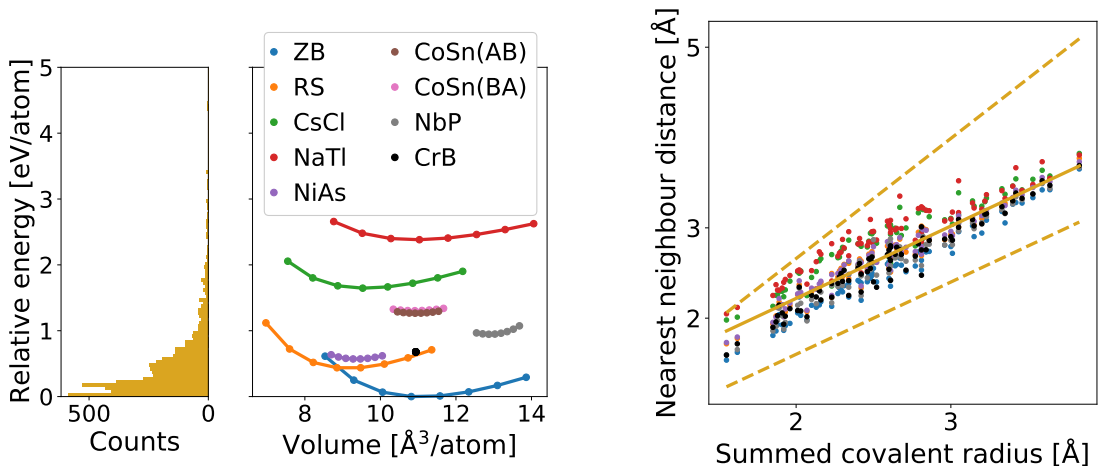 Relative energy [eV/atom]
5
4
3
2
1
0
500
0
Counts
ZB
RS
CsCl
NaTl
NiAs
CoSn(AB)
CoSn(BA)
NbP
CrB
8
10
12
14
Volume [Å³/atom]
Nearest neighbour distance [Å]
5
3
2
2
3
Summed covalent radius [Å]